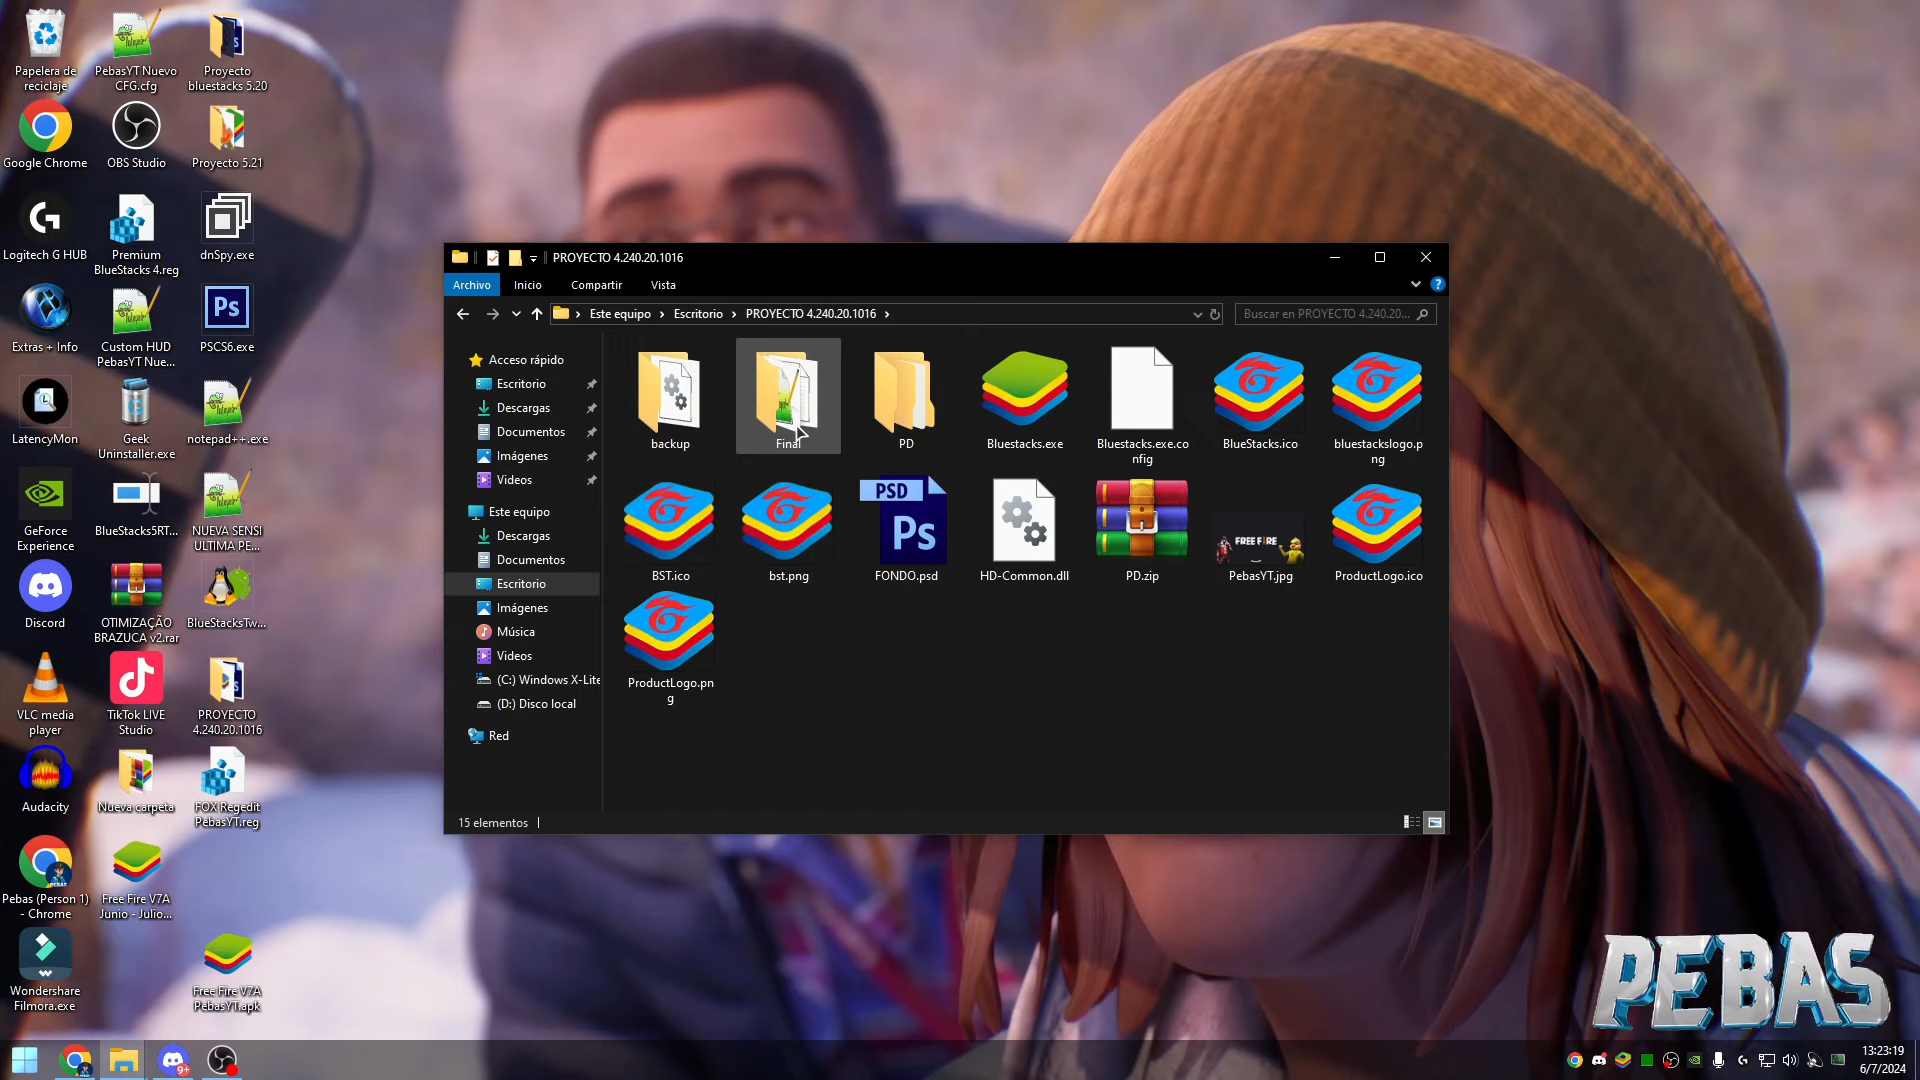 Papelera de
reciclaje
PebasYT Nuevo
CFG.cfg
Proyecto
bluestacks 5.20
Google Chrome
OBS Studio
Proyecto 5.21
Logitech G HUB
Premium
BlueStacks 4.reg
dnSpy.exe
Extras + Info
Custom HUD
PebasYT Nue...
Ps
PSCS6.exe
LatencyMon
Geek
Uninstaller.exe
notepad++.exe
GeForce
Experience
BlueStacks5RT...
NUEVA SENSI
ULTIMA PE...
Discord
OTIMIZAÇÃO
BRAZUCA v2.rar
BlueStacksTw...
VLC media
player
TikTok LIVE
Studio
PROYECTO
4.240.20.1016
Audacity
Nueva carpeta
FOX Regedit
PebasYT.reg
Pebas (Person 1)
- Chrome
Free Fire V7A
Junio - Julio...
Wondershare
Filmora.exe
Free Fire V7A
PebasYT.apk
PROYECTO 4.240.20.1016
Archivo
Inicio
Compartir
Vista
?
Este equipo
Escritorio
PROYECTO 4.240.20.1016
Buscar en PROYECTO 4.240.20...
Acceso rápido
Escritorio
Descargas
Documentos
Imágenes
Videos
Este equipo
Descargas
Documentos
Escritorio
Imágenes
Música
Videos
(C:) Windows X-Lite
(D:) Disco local
Red
backup
Final
PD
Bluestacks.exe
Bluestacks.exe.co
nfig
BlueStacks.ico
bluestackslogo.p
ng
BST.ico
bst.png
PSD
Ps
FONDO.psd
HD-Common.dll
PD.zip
FREE FIRE
PebasYT.jpg
ProductLogo.ico
ProductLogo.pn
g
15 elementos
PEBAS
9+
13:23:19
6/7/2024